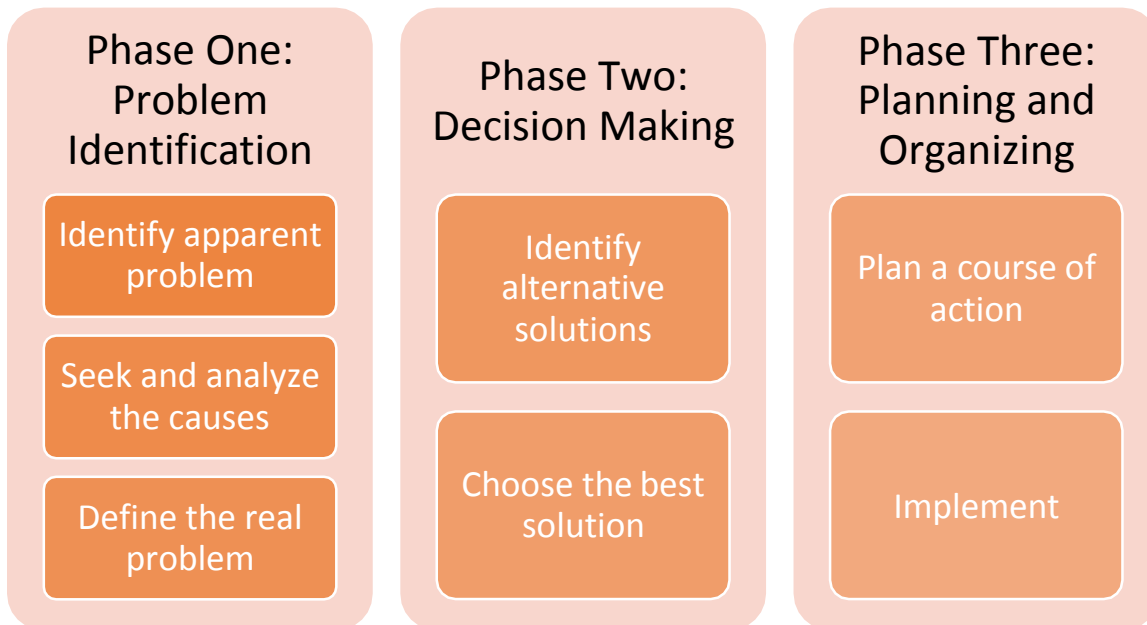 Phase One:
Problem
Identification
Identify apparent
problem
Seek and analyze
the causes
Define the real
problem
Phase Two:
Decision Making
Identify
alternative
solutions
Choose the best
solution
Phase Three:
Planning and
Organizing
Plan a course of
action
Implement